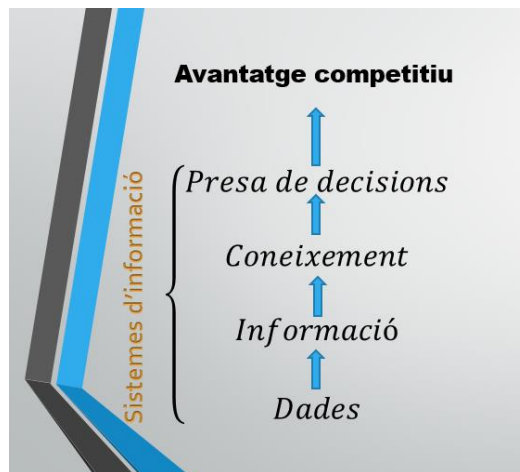 Avantatge competitiu
Sistemes d'informació
Presa de decisions
Coneixement
Informació
Dades